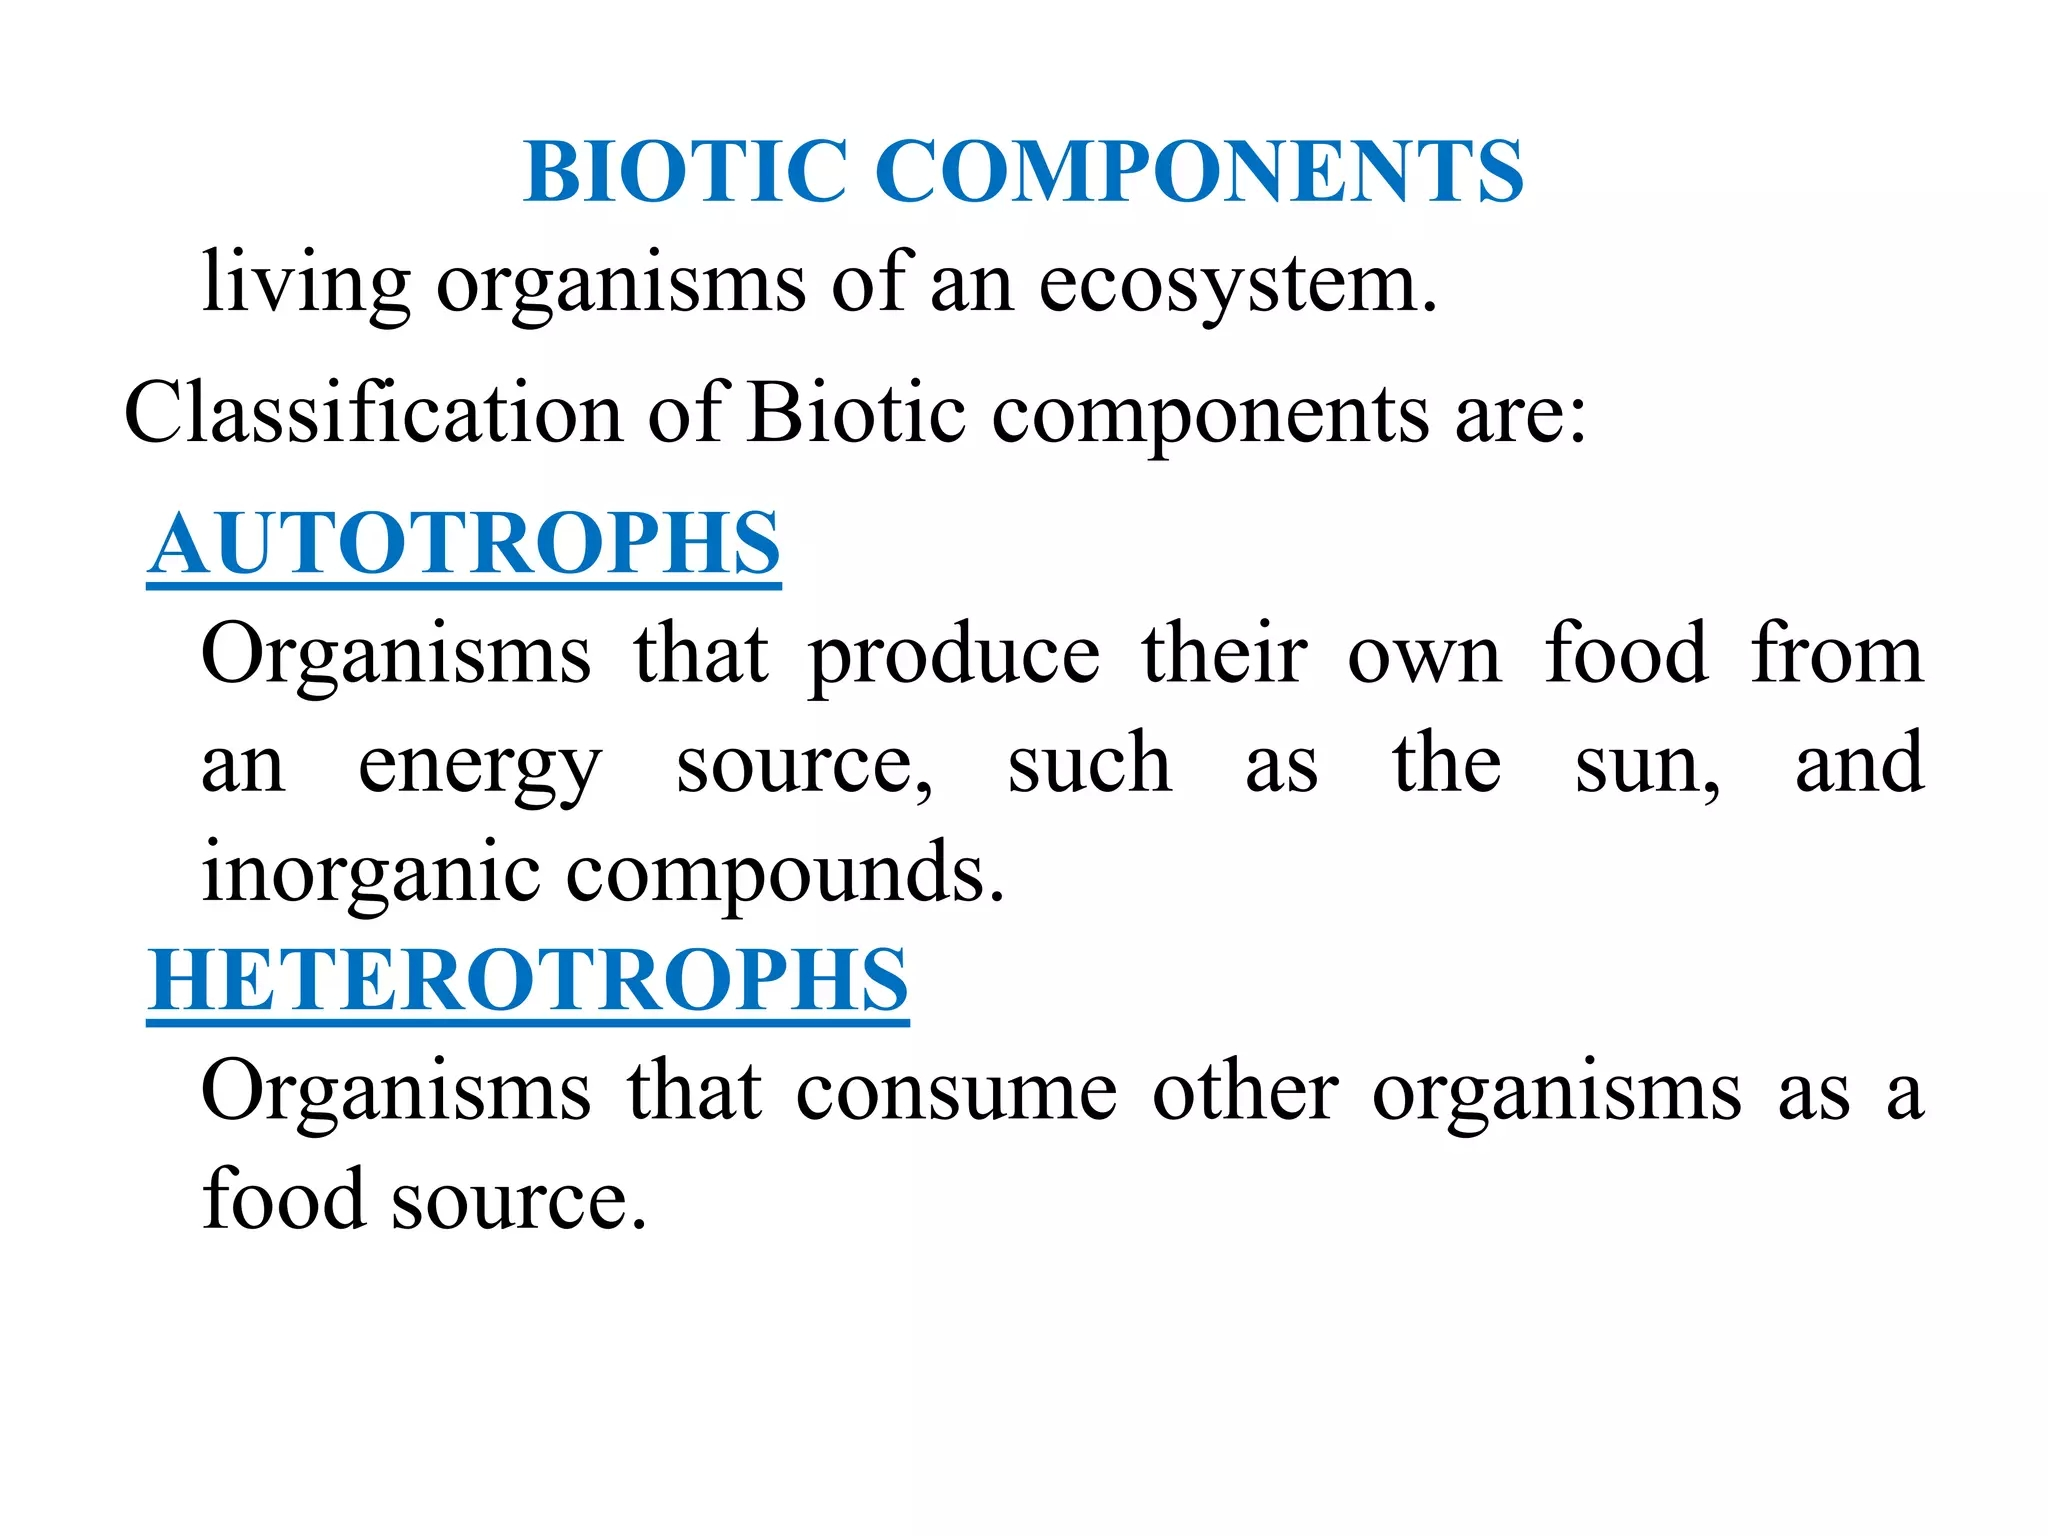 BIOTIC COMPONENTS
living organisms of an ecosystem.
Classification of Biotic components are:
AUTOTROPHS
Organisms that produce their own food from
an energy source, such as the sun, and
inorganic compounds.
HETEROTROPHS
Organisms that consume other organisms as a
food source.